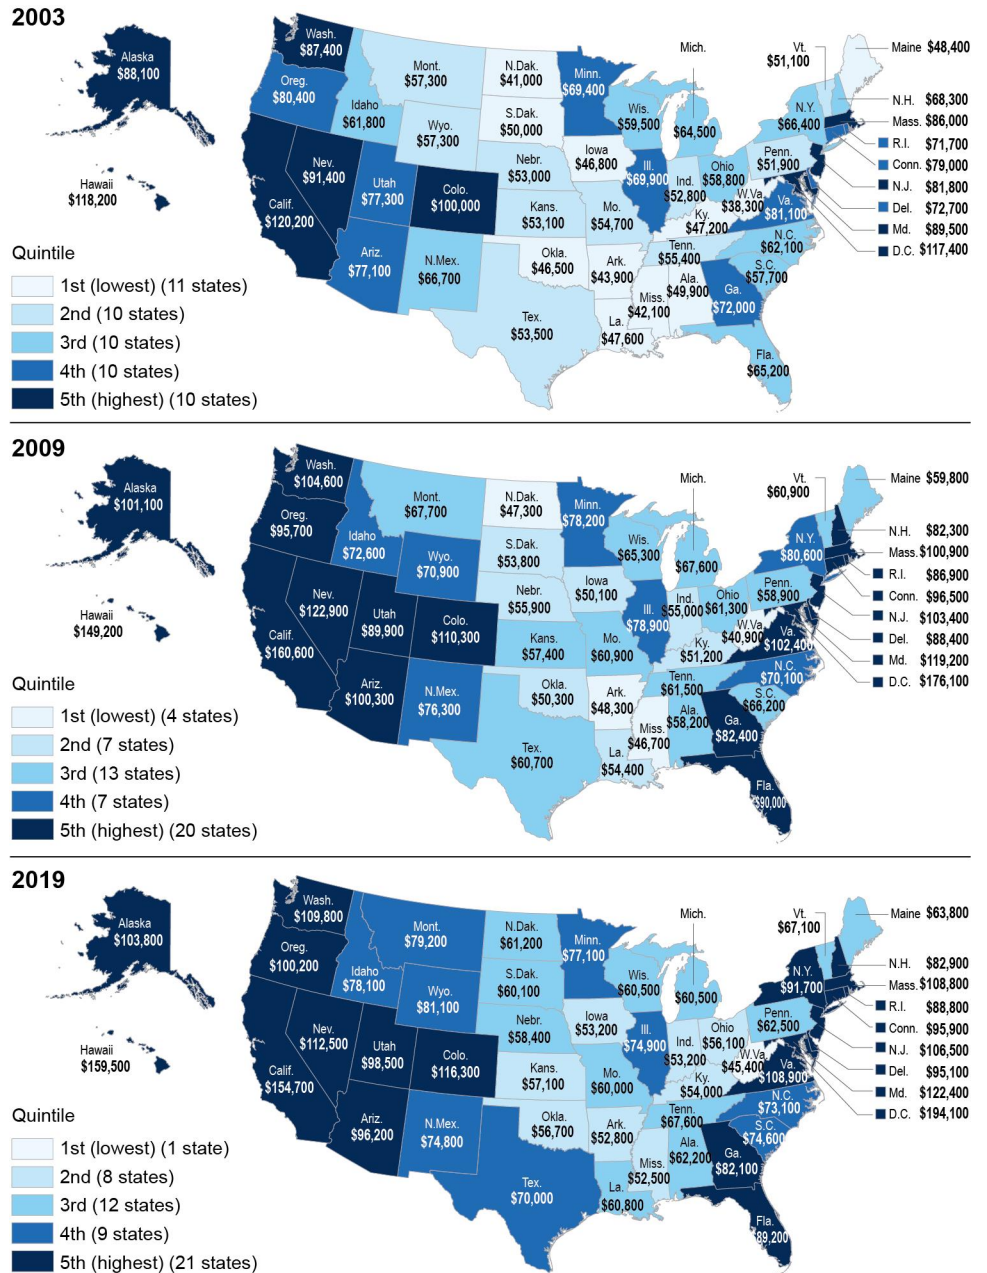 2003
Alaska
$88,100
Hawaii
$118,200
Wash.
$87,400
Oreg.
$80,400
Idaho
$61,800
Mont.
$57,300
Wyo.
$57,300
N.Dak.
$41,000
S.Dak.
$50,000
Nebr.
$53,000
Kans.
$53,100
Nev.
$91,400
Utah
$77,300
Colo.
$100,000
Calif.
$120,200
Ariz.
$77,100
N.Mex.
$66,700
Okla.
$46,500
Tex.
$53,500
Minn.
$69,400
Iowa
$46,800
Mo.
$54,700
Ark.
$43,900
La.
$47,600
Wis.
$59,500
Ill.
$69,900
Mich.
$64,500
Ind.
$52,800
Ohio
$58,800
Ky.
$47,200
Tenn.
$55,400
Miss.
$42,100
Ala.
$49,900
Ga.
$72,000
Fla.
$65,200
S.C.
$57,700
N.C.
$62,100
Va.
$81,100
W.Va.
$38,300
Penn.
$51,900
N.Y.
$66,400
Vt.
$51,100
Maine $48,400
N.H. $68,300
Mass. $86,000
R.I. $71,700
Conn. $79,000
N.J. $81,800
Del. $72,700
Md. $89,500
D.C. $117,400
Quintile
1st (lowest) (11 states)
2nd (10 states)
3rd (10 states)
4th (10 states)
5th (highest) (10 states)
2009
Alaska
$101,100
Hawaii
$149,200
Wash.
$104,600
Oreg.
$95,700
Idaho
$72,600
Mont.
$67,700
Wyo.
$70,900
N.Dak.
$47,300
S.Dak.
$53,800
Nebr.
$55,900
Kans.
$57,400
Nev.
$122,900
Utah
$89,900
Colo.
$110,300
Calif.
$160,600
Ariz.
$100,300
N.Mex.
$76,300
Okla.
$50,300
Tex.
$60,700
Minn.
$78,200
Iowa
$50,100
Mo.
$60,900
Ark.
$48,300
La.
$54,400
Wis.
$65,300
Ill.
$78,900
Mich.
$67,600
Ind.
$55,000
Ohio
$61,300
Ky.
$51,200
Tenn.
$61,500
Miss.
$46,700
Ala.
$58,200
Ga.
$82,400
Fla.
$90,000
S.C.
$66,200
N.C.
$70,100
Va.
$102,400
W.Va.
$40,900
Penn.
$58,900
N.Y.
$80,600
Vt.
$60,900
Maine $59,800
N.H. $82,300
Mass. $100,900
R.I. $86,900
Conn. $96,500
N.J. $103,400
Del. $88,400
Md. $119,200
D.C. $176,100
Quintile
1st (lowest) (4 states)
2nd (7 states)
3rd (13 states)
4th (7 states)
5th (highest) (20 states)
2019
Alaska
$103,800
Hawaii
$159,500
Wash.
$109,800
Oreg.
$100,200
Idaho
$78,100
Mont.
$79,200
Wyo.
$81,100
N.Dak.
$61,200
S.Dak.
$60,100
Nebr.
$58,400
Kans.
$57,100
Nev.
$112,500
Utah
$98,500
Colo.
$116,300
Calif.
$154,700
Ariz.
$96,200
N.Mex.
$74,800
Okla.
$56,700
Tex.
$70,000
Minn.
$77,100
Iowa
$53,200
Mo.
$60,000
Ark.
$52,800
La.
$60,800
Wis.
$60,500
Ill.
$74,900
Mich.
$60,500
Ind.
$53,200
Ohio
$56,100
Ky.
$54,000
Tenn.
$67,600
Miss.
$52,500
Ala.
$62,200
Ga.
$82,100
Fla.
$89,200
S.C.
$74,600
N.C.
$73,100
Va.
$108,900
W.Va.
$45,400
Penn.
$62,500
N.Y.
$91,700
Vt.
$67,100
Maine $63,800
N.H. $82,900
Mass. $108,800
R.I. $88,800
Conn. $95,900
N.J. $106,500
Del. $95,100
Md. $122,400
D.C. $194,100
Quintile
1st (lowest) (1 state)
2nd (8 states)
3rd (12 states)
4th (9 states)
5th (highest) (21 states)